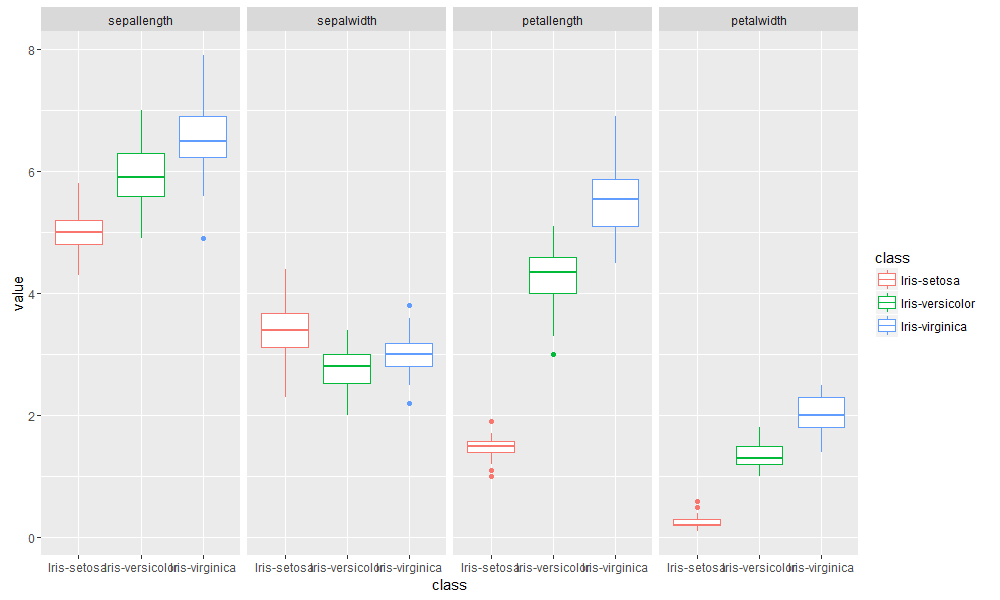 sepallength sepalwidth petallength petalwidth
8
6
4
2
0
value
Iris-setosa Iris-versicolor Iris-virginica Iris-setosa Iris-versicolor Iris-virginica Iris-setosa Iris-versicolor Iris-virginica Iris-setosa Iris-versicolor Iris-virginica
class
class
Iris-setosa
Iris-versicolor
Iris-virginica